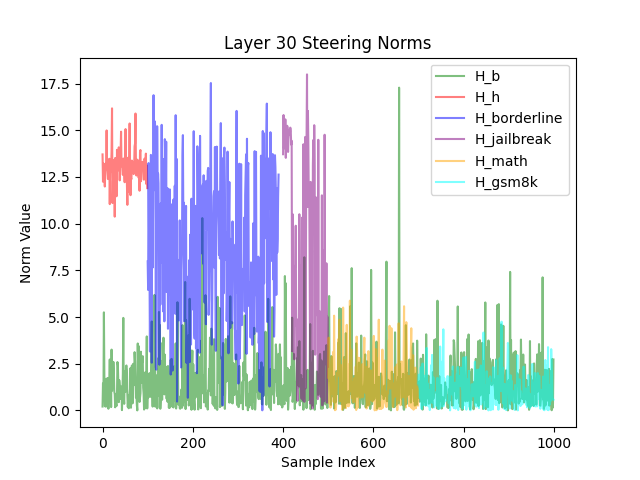 Layer 30 Steering Norms
Norm Value
17.5
15.0
12.5
10.0
7.5
5.0
2.5
0.0
H_b
H_h
H_borderline
H_jailbreak
H_math
H_gsm8k
0
200
400
600
800
1000
Sample Index